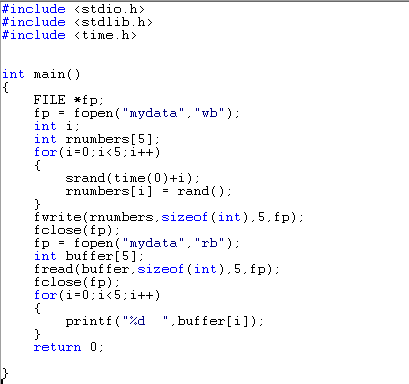 #include <stdio.h>
#include <stdlib.h>
#include <time.h>
int main()
{
FILE *fp;
fp = fopen("mydata","wb");
int i;
int rnumbers[5];
for(i=0;i<5;i++)
{
srand(time(0)+i);
rnumbers[i] = rand();
}
fwrite(rnumbers,sizeof(int),5,fp);
fclose(fp);
fp = fopen("mydata","rb");
int buffer[5];
fread(buffer,sizeof(int),5,fp);
fclose(fp);
for(i=0;i<5;i++)
{
printf("%d  ",buffer[i]);
}
return 0;
}